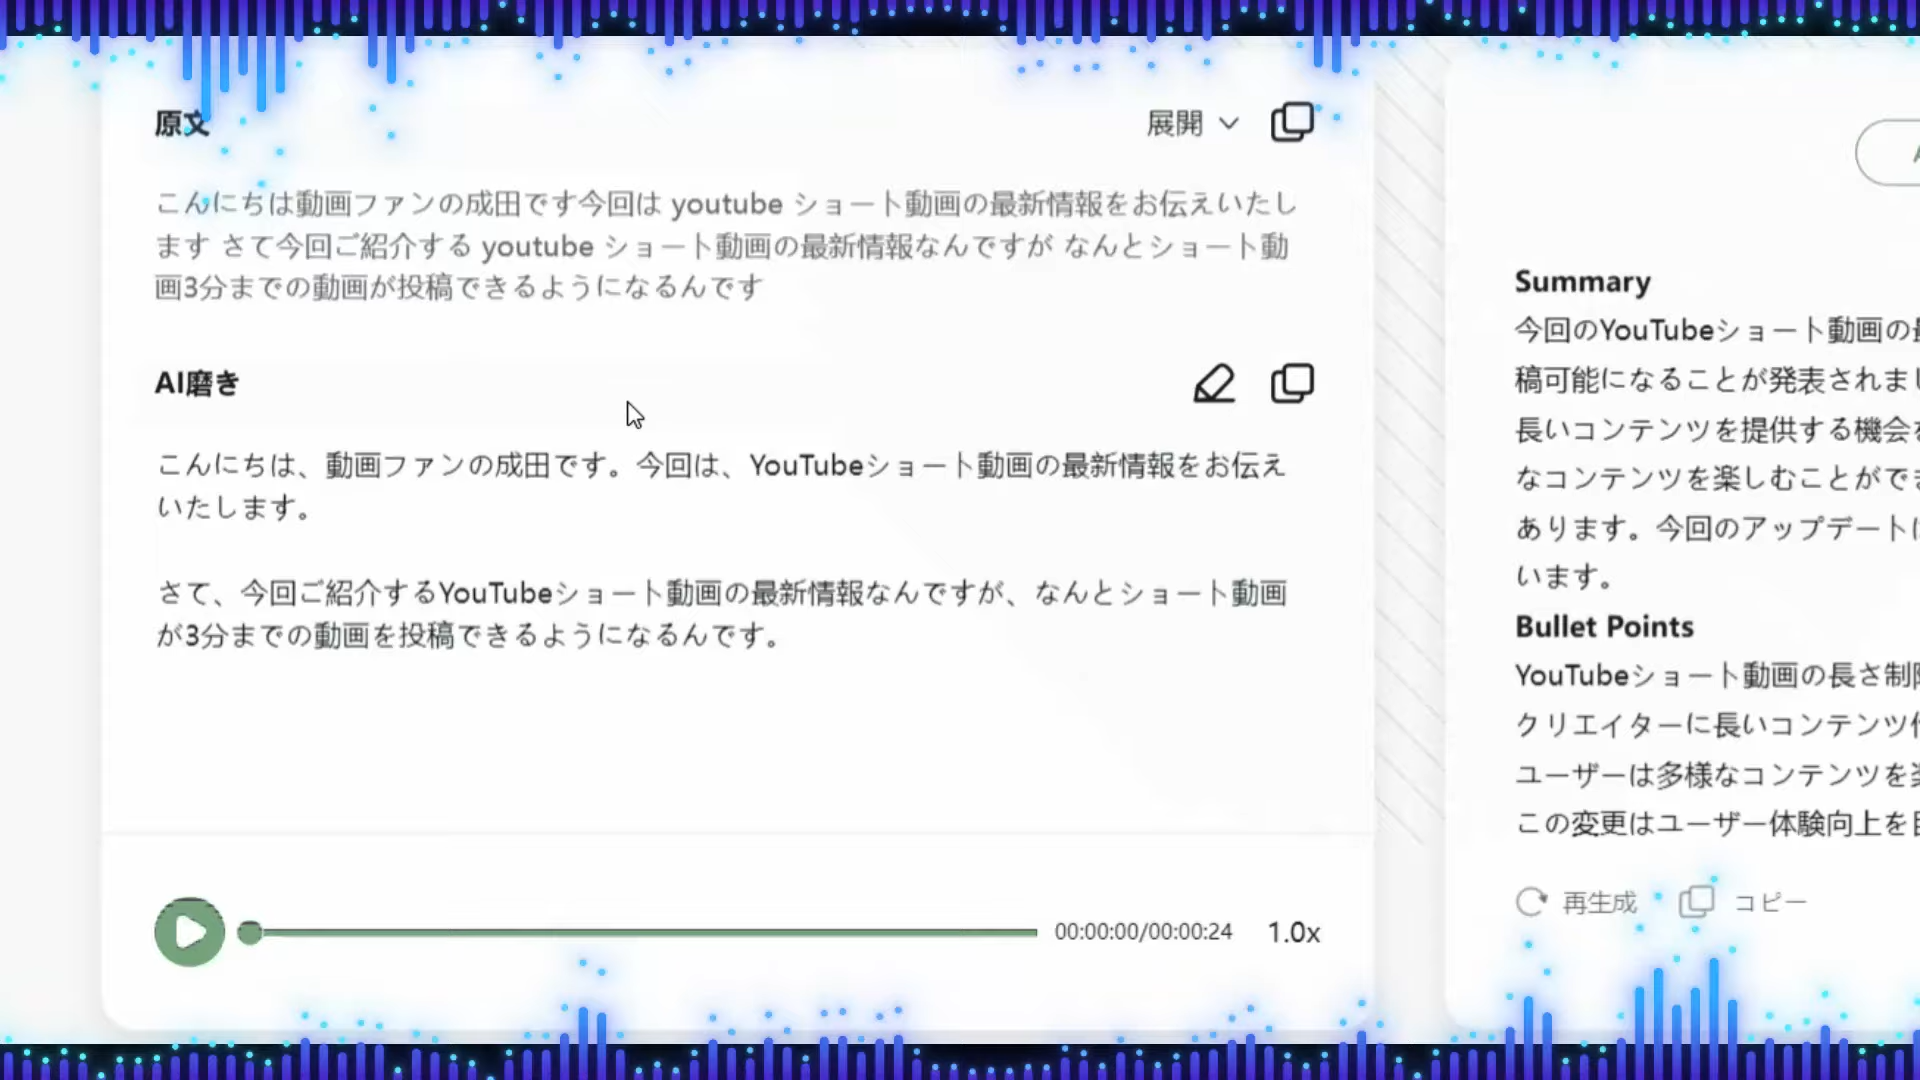 原文
展開
こんにちは動画ファンの成田です今回は youtube ショート動画の最新情報をお伝えいたし
ます さて今回ご紹介する youtube ショート動画の最新情報なんですが なんとショート動
画3分までの動画が投稿できるようになるんです
AI磨き
こんにちは、動画ファンの成田です。今回は、YouTubeショート動画の最新情報をお伝え
いたします。
さて、今回ご紹介するYouTubeショート動画の最新情報なんですが、なんとショート動画
が3分までの動画を投稿できるようになるんです。
00:00:00/00:00:24
1.0x
Summary
今回のYouTubeショート動画の
稿可能になることが発表されまし
長いコンテンツを提供する機会
なコンテンツを楽しむことがで
あります。今回のアップデート
います。
Bullet Points
YouTubeショート動画の長さ制
クリエイターに長いコンテンツ
ユーザーは多様なコンテンツを
この変更はユーザー体験向上を
再生成
コピー